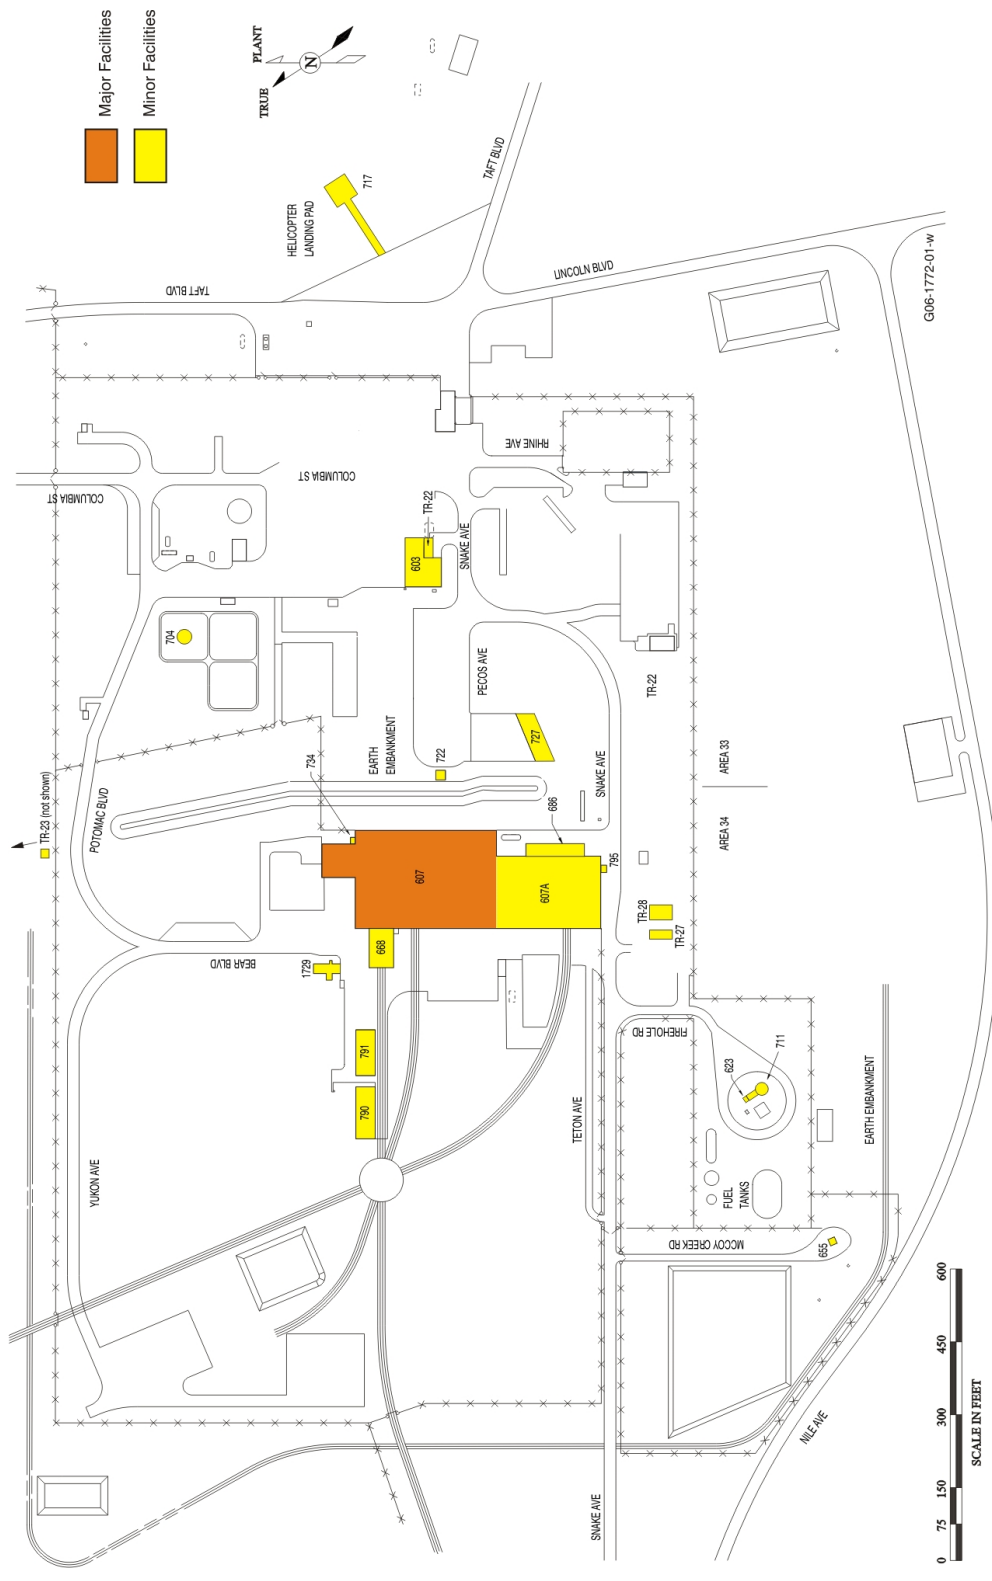 Major Facilities
Minor Facilities
PLANT
TRUE
N
HELICOPTER
LANDING PAD
717
TAFT BLVD
TAFT BLVD
LINCOLN BLVD
G06-1772-01-w
COLUMBIA ST
COLUMBIA ST
RHINE AVE
TR-22
603
SNAKE AVE
704
PECOS AVE
TR-22
727
EARTH
EMBANKMENT
722
734
TR-23 (not shown)
POTOMAC BLVD
SNAKE AVE
AREA 33
AREA 34
686
607
607A
795
TR-28
TR-27
668
1729
BEAR BLVD
791
790
FIREHOLE RD
623
711
TETON AVE
EARTH EMBANKMENT
YUKON AVE
FUEL
TANKS
MCCOY CREEK RD
655
NILE AVE
SNAKE AVE
0 75 150 300 450 600
SCALE IN FEET